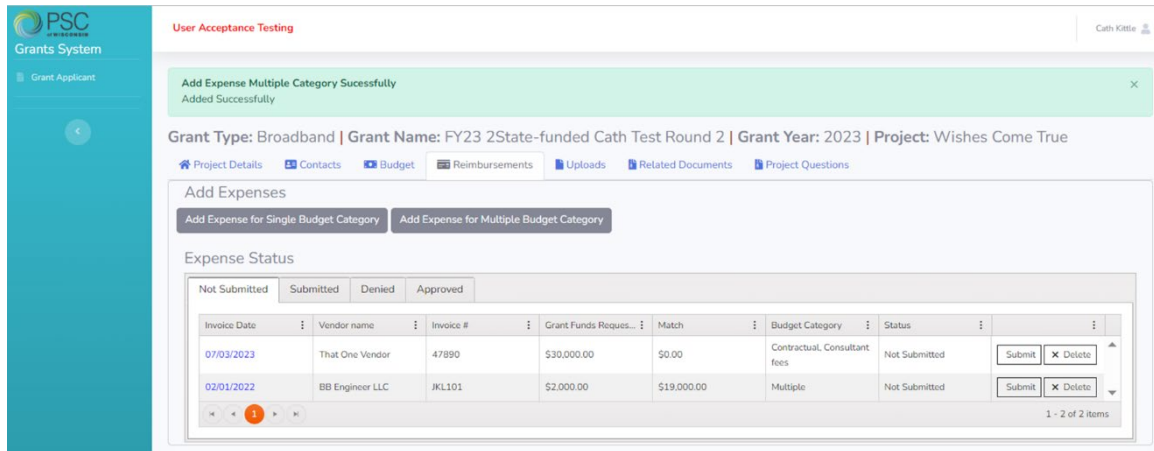 PSC
OF WISCONSIN
Grants System
Grant Applicant
User Acceptance Testing
Cath Kittle
Add Expense Multiple Category Sucessfully
Added Successfully
Grant Type: Broadband | Grant Name: FY23 2State-funded Cath Test Round 2 | Grant Year: 2023 | Project: Wishes Come True
Project Details Contacts Budget Reimbursements Uploads Related Documents Project Questions
Add Expenses
Add Expense for Single Budget Category Add Expense for Multiple Budget Category
Expense Status
Not Submitted Submitted Denied Approved
Invoice Date Vendor name Invoice # Grant Funds Reques... Match Budget Category Status
07/03/2023 That One Vendor 47890 $30,000.00 $0.00 Contractual, Consultant fees Not Submitted Submit × Delete
02/01/2022 BB Engineer LLC JKL101 $2,000.00 $19,000.00 Multiple Not Submitted Submit × Delete
1 1 - 2 of 2 items